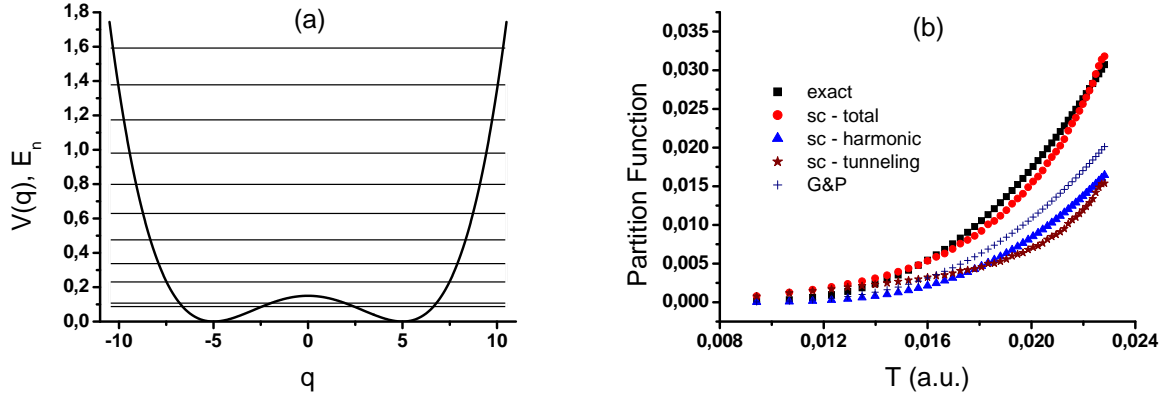 (a)
V(q), E_n
1,8
1,6
1,4
1,2
1,0
0,8
0,6
0,4
0,2
0,0
-10 -5 0 5 10
q
(b)
Partition Function
0,035
0,030
0,025
0,020
0,015
0,010
0,005
0,000
exact
sc - total
sc - harmonic
sc - tunneling
G&P
0,008 0,012 0,016 0,020 0,024
T (a.u.)